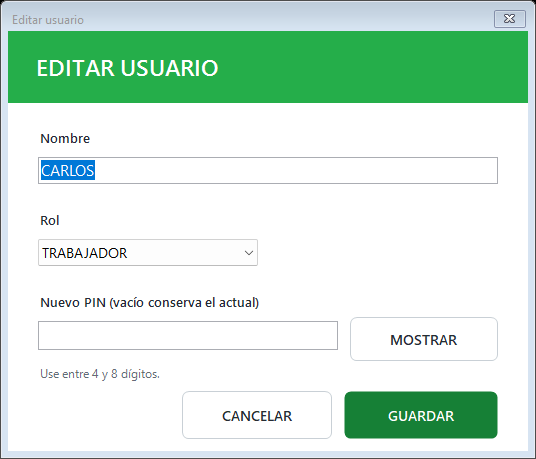 Editar usuario
EDITAR USUARIO
Nombre
CARLOS
Rol
TRABAJADOR
Nuevo PIN (vacío conserva el actual)
MOSTRAR
Use entre 4 y 8 dígitos.
CANCELAR GUARDAR